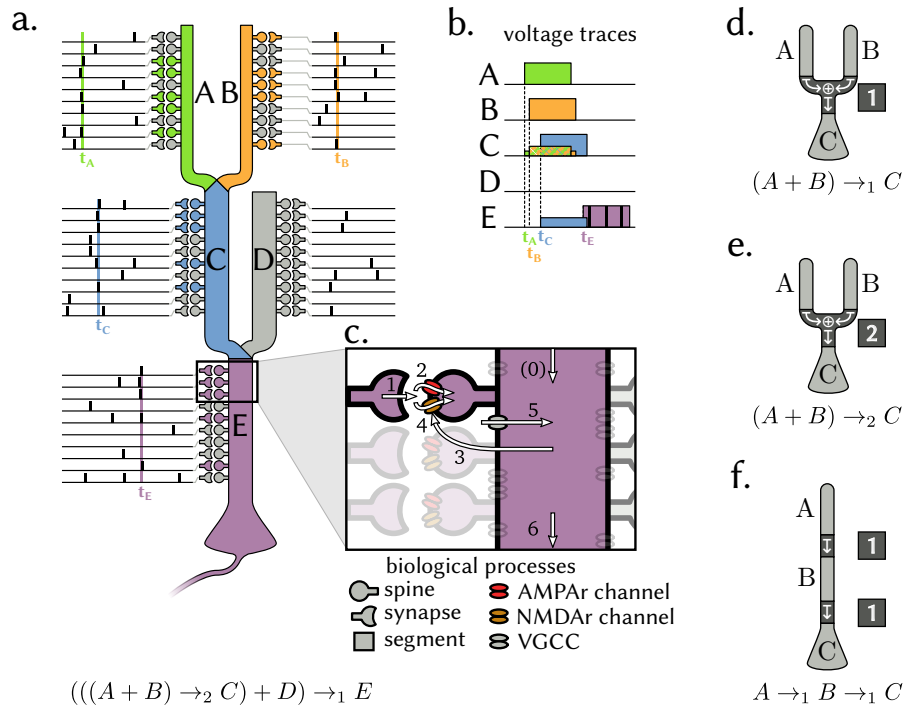 a.
A B
t_A
t_B
C
D
t_C
E
t_E
b.
voltage traces
A
B
C
D
E
t_A
t_C
t_E
t_B
c.
1
2
(0)
4
5
3
6
biological processes
spine
AMPAr channel
synapse
NMDAr channel
segment
VGCC
(((A + B) →₂ C) + D) →₁ E
d.
A
B
1
C
(A + B) →₁ C
e.
A
B
2
C
(A + B) →₂ C
f.
A
1
B
1
C
A →₁ B →₁ C